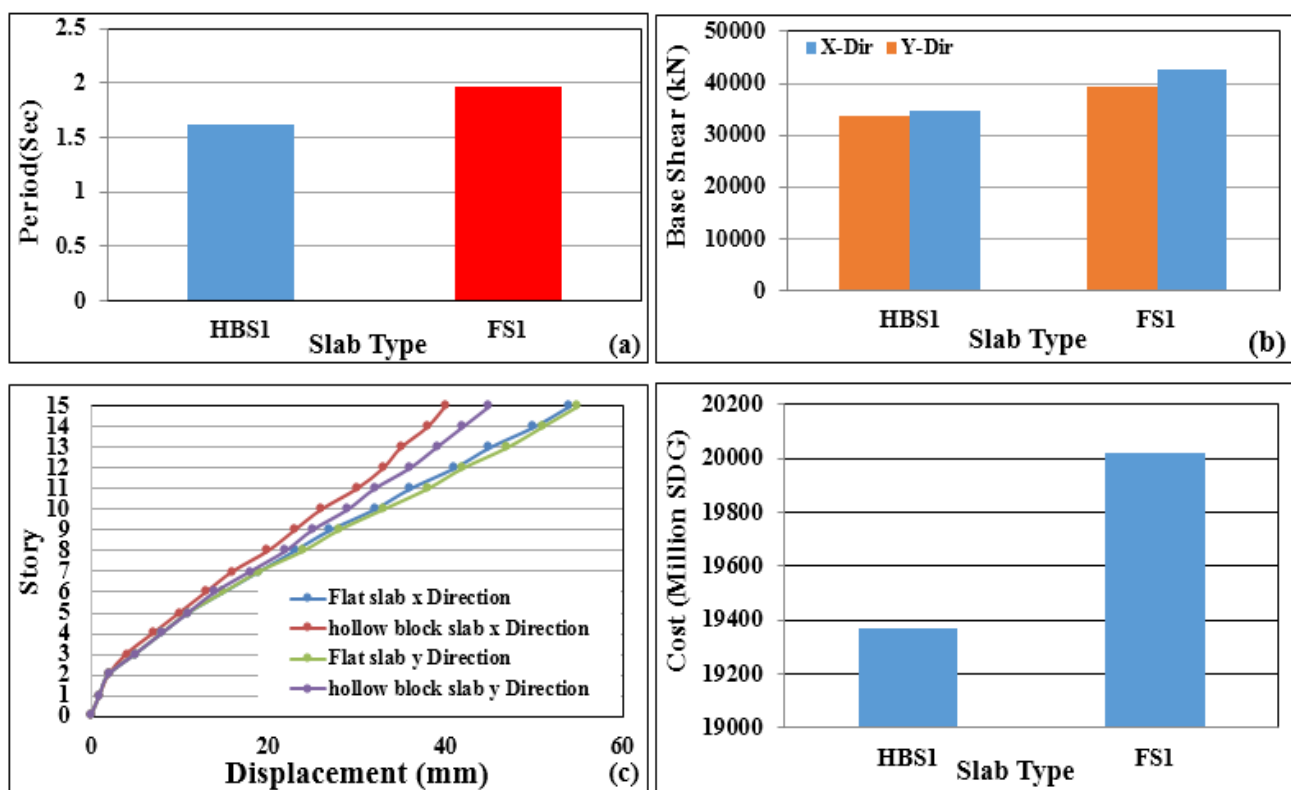 2.5
2
1.5
1
0.5
0
Period(Sec)
HBS1 FS1
Slab Type
(a)
50000
40000
30000
20000
10000
0
Base Shear (kN)
X-Dir Y-Dir
HBS1 FS1
Slab Type
(b)
15
14
13
12
11
10
9
8
7
6
5
4
3
2
1
0
Story
Flat slab x Direction
hollow block slab x Direction
Flat slab y Direction
hollow block slab y Direction
0 20 40 60
Displacement (mm)
(c)
20200
20000
19800
19600
19400
19200
19000
Cost (Million SDG)
HBS1 FS1
Slab Type